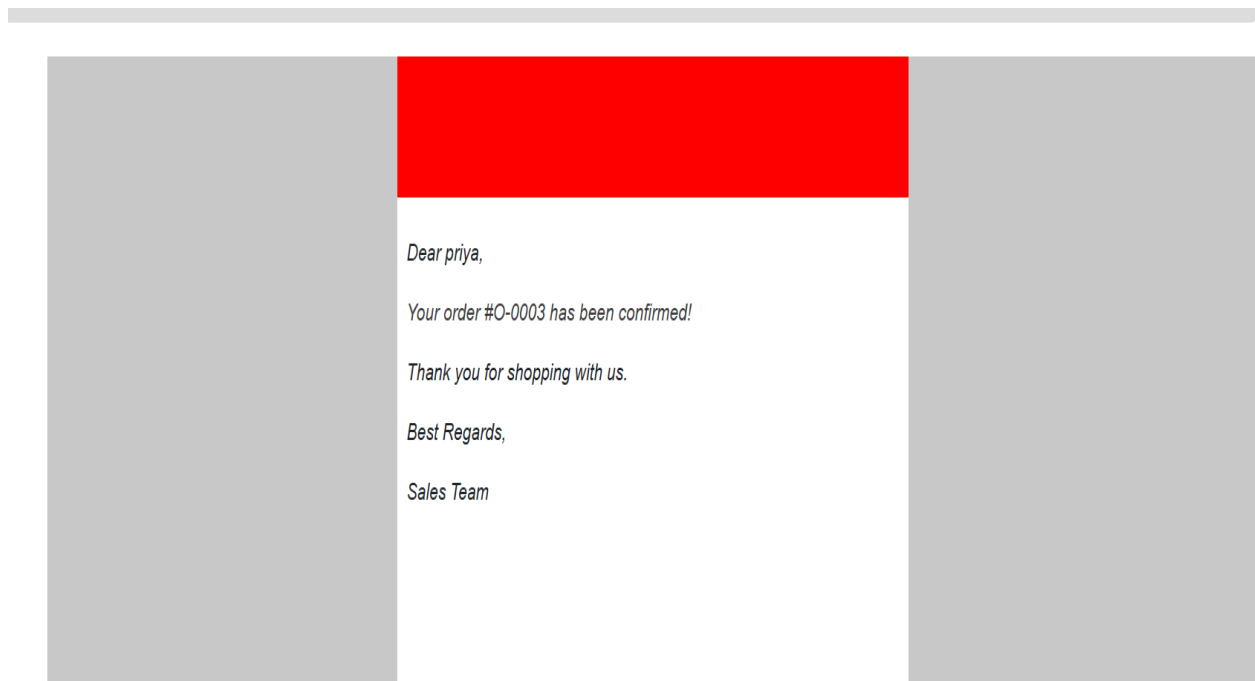 Dear priya,
Your order #O-0003 has been confirmed!
Thank you for shopping with us.
Best Regards,
Sales Team